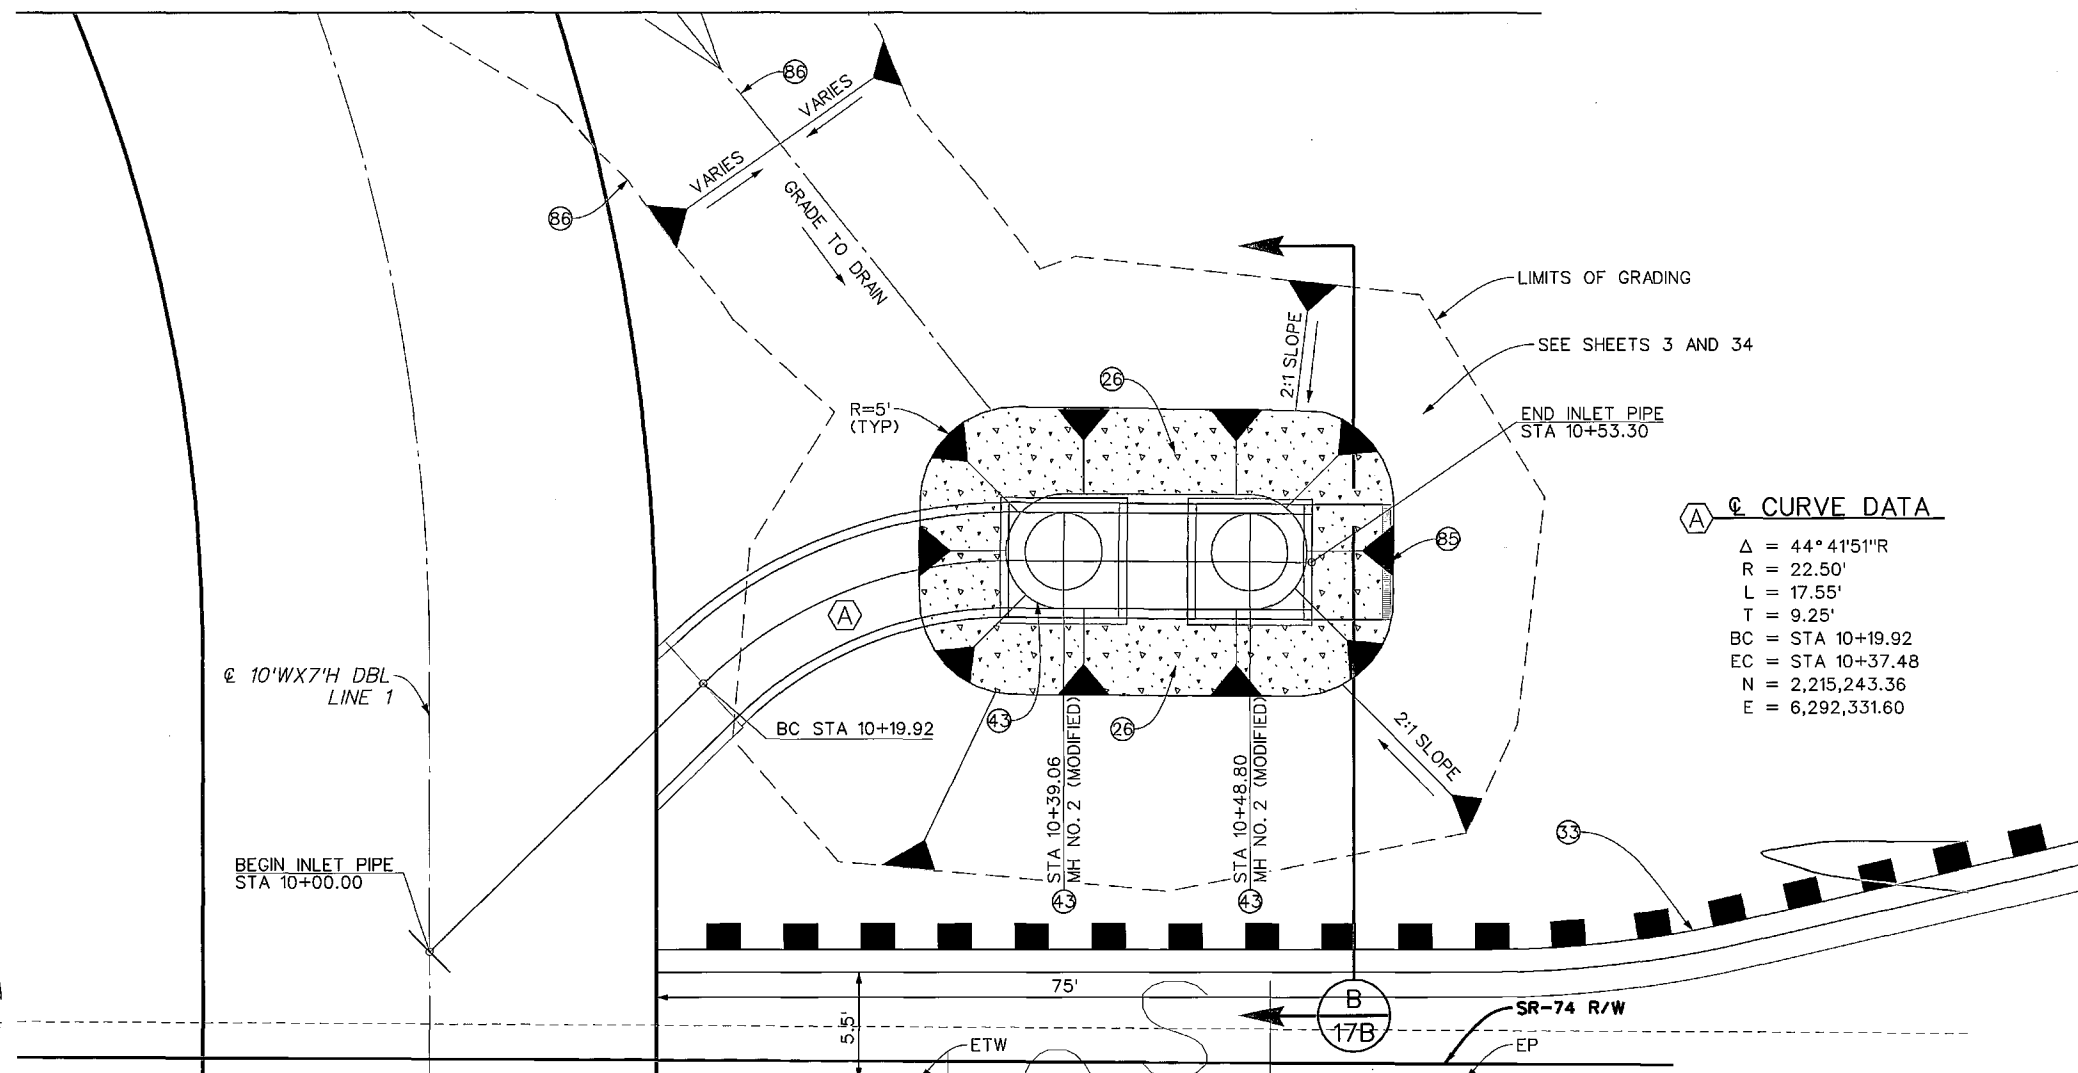 86
VARIES
VARIES
86
GRADE TO DRAIN
LIMITS OF GRADING
SEE SHEETS 3 AND 34
2:1 SLOPE
26
R=5'
(TYP)
END INLET PIPE
STA 10+53.30
85
A
℄ CURVE DATA
Δ = 44°41'51"R
R = 22.50'
L = 17.55'
T = 9.25'
BC = STA 10+19.92
EC = STA 10+37.48
N = 2,215,243.36
E = 6,292,331.60
A
℄ 10'WX7'H DBL
LINE 1
BC STA 10+19.92
43
26
2:1 SLOPE
STA 10+39.06
MH NO. 2 (MODIFIED)
43
STA 10+48.80
MH NO. 2 (MODIFIED)
43
33
BEGIN INLET PIPE
STA 10+00.00
75'
5.5'
B
17B
SR-74 R/W
ETW
EP